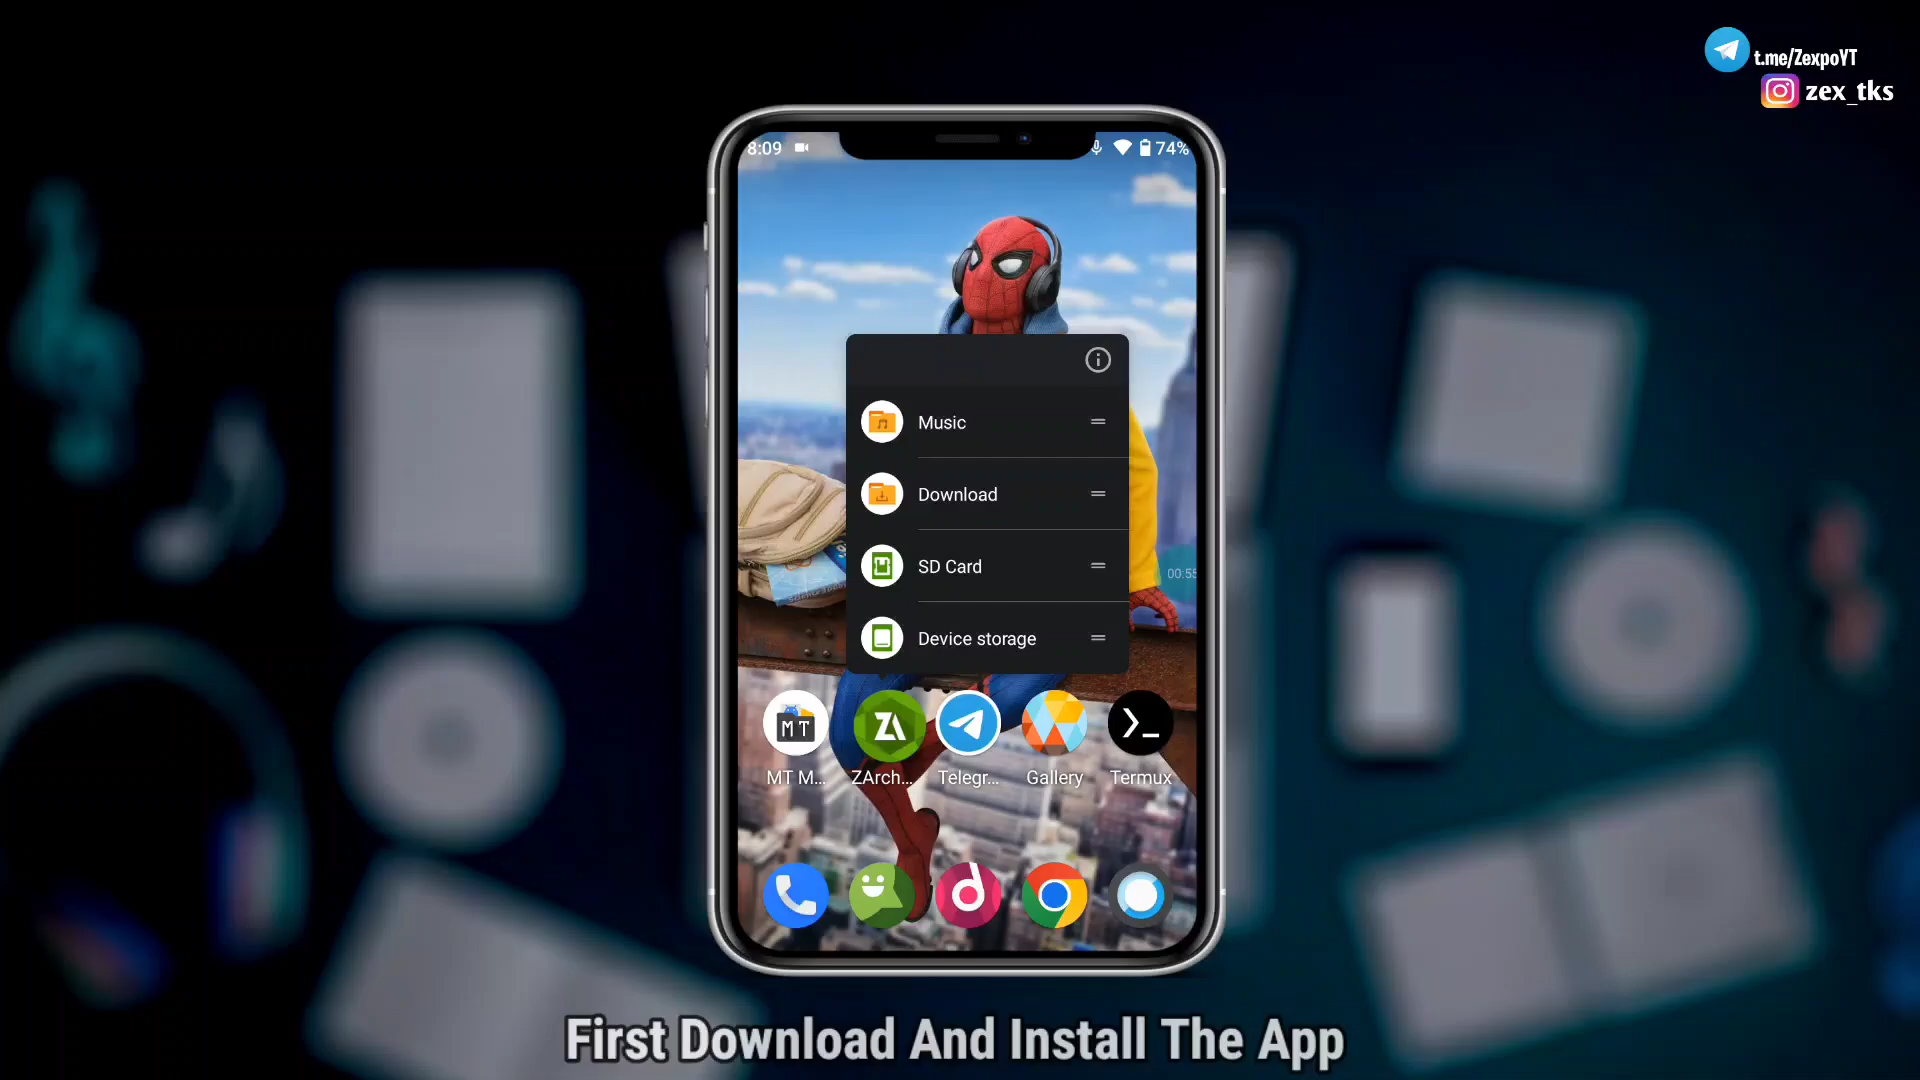 t.me/ZexpoYT
zex_tks
8:09
74%
Music
Download
SD Card
Device storage
00:55
MT
MT M...
ZArch...
Telegr...
Gallery
Termux
First Download And Install The App